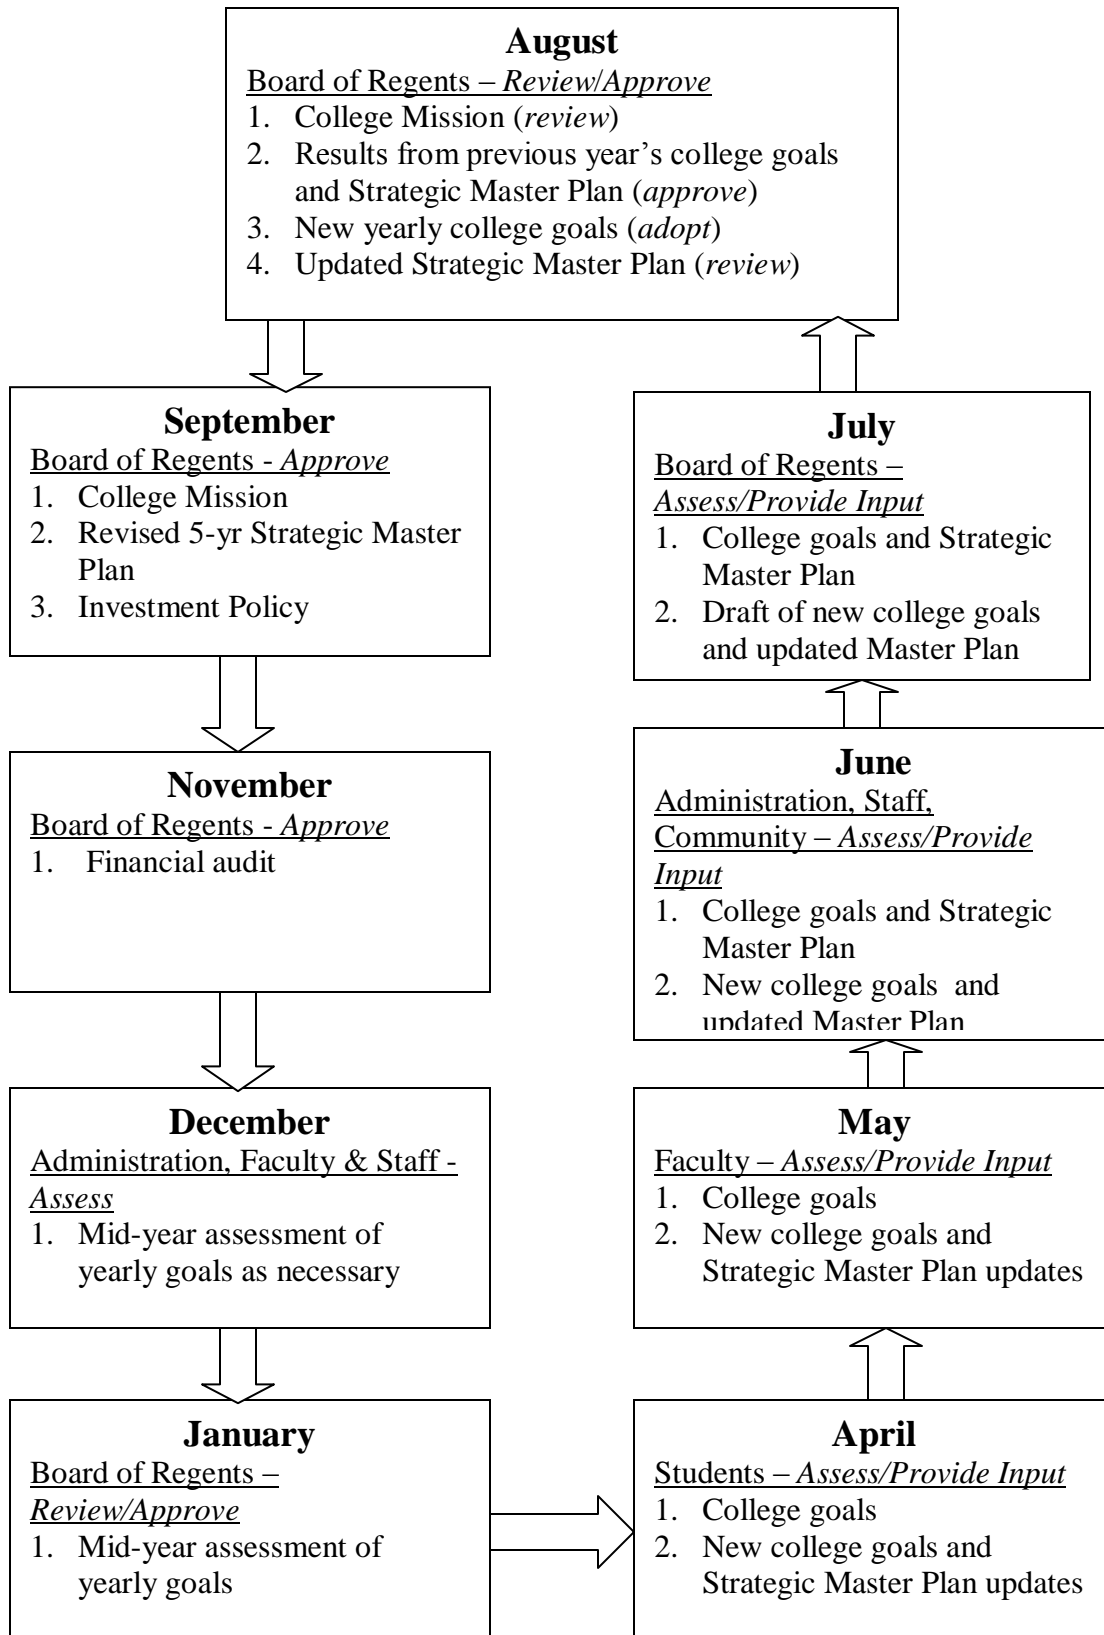 August
Board of Regents – Review/Approve
1. College Mission (review)
2. Results from previous year's college goals
and Strategic Master Plan (approve)
3. New yearly college goals (adopt)
4. Updated Strategic Master Plan (review)
September
Board of Regents - Approve
1. College Mission
2. Revised 5-yr Strategic Master
Plan
3. Investment Policy
November
Board of Regents - Approve
1. Financial audit
December
Administration, Faculty & Staff -
Assess
1. Mid-year assessment of
yearly goals as necessary
January
Board of Regents –
Review/Approve
1. Mid-year assessment of
yearly goals
April
Students – Assess/Provide Input
1. College goals
2. New college goals and
Strategic Master Plan updates
May
Faculty – Assess/Provide Input
1. College goals
2. New college goals and
Strategic Master Plan updates
June
Administration, Staff,
Community – Assess/Provide
Input
1. College goals and Strategic
Master Plan
2. New college goals and
updated Master Plan
July
Board of Regents –
Assess/Provide Input
1. College goals and Strategic
Master Plan
2. Draft of new college goals
and updated Master Plan